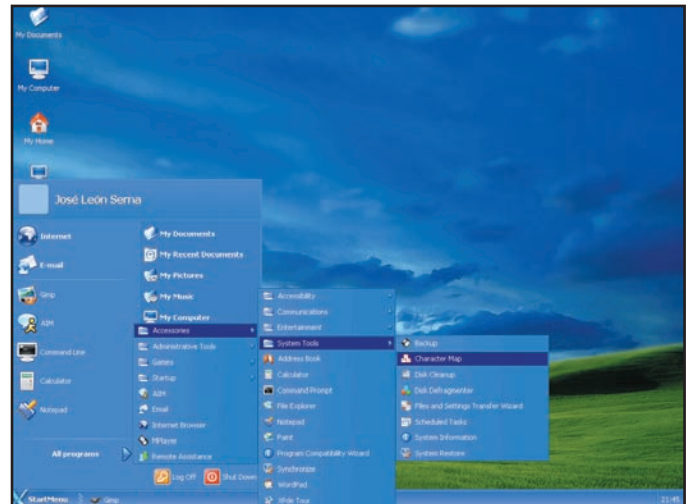 My Documents
My Computer
My Home
José León Serna
Internet
E-mail
Gimp
AIM
Command Line
Calculator
Notepad
All programs
My Documents
My Recent Documents
My Pictures
My Music
My Computer
Accessories
Administrative Tools
Games
Startup
AIM
Email
Internet Browser
MPlayer
Remote Assistance
Log Off
Shut Down
Accessibility
Communications
Entertainment
System Tools
Address Book
Calculator
Command Prompt
File Explorer
Notepad
Paint
Program Compatibility Wizard
Synchronize
WordPad
Wide Tour
Backup
Character Map
Disk Cleanup
Disk Defragmenter
Files and Settings Transfer Wizard
Scheduled Tasks
System Information
System Restore
StartMenu
Gimp
21:45